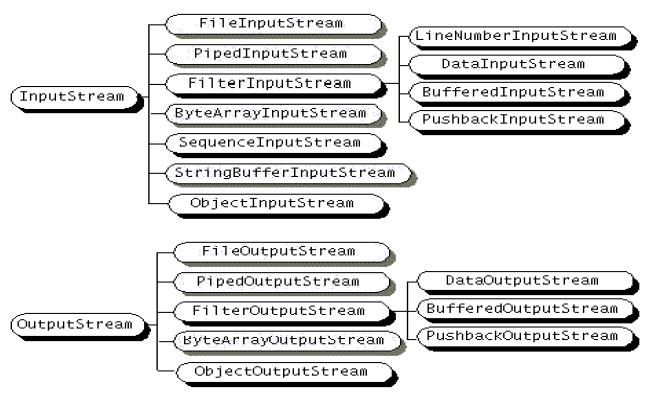 FileInputStream
PipedInputStream
FilterInputStream
LineNumberInputStream
DataInputStream
BufferedInputStream
PushbackInputStream
InputStream
ByteArrayInputStream
SequenceInputStream
StringBufferInputStream
ObjectInputStream
FileOutputStream
PipedOutputStream
FilterOutputStream
DataOutputStream
BufferedOutputStream
PushbackOutputStream
OutputStream
ByteArrayOutputStream
ObjectOutputStream